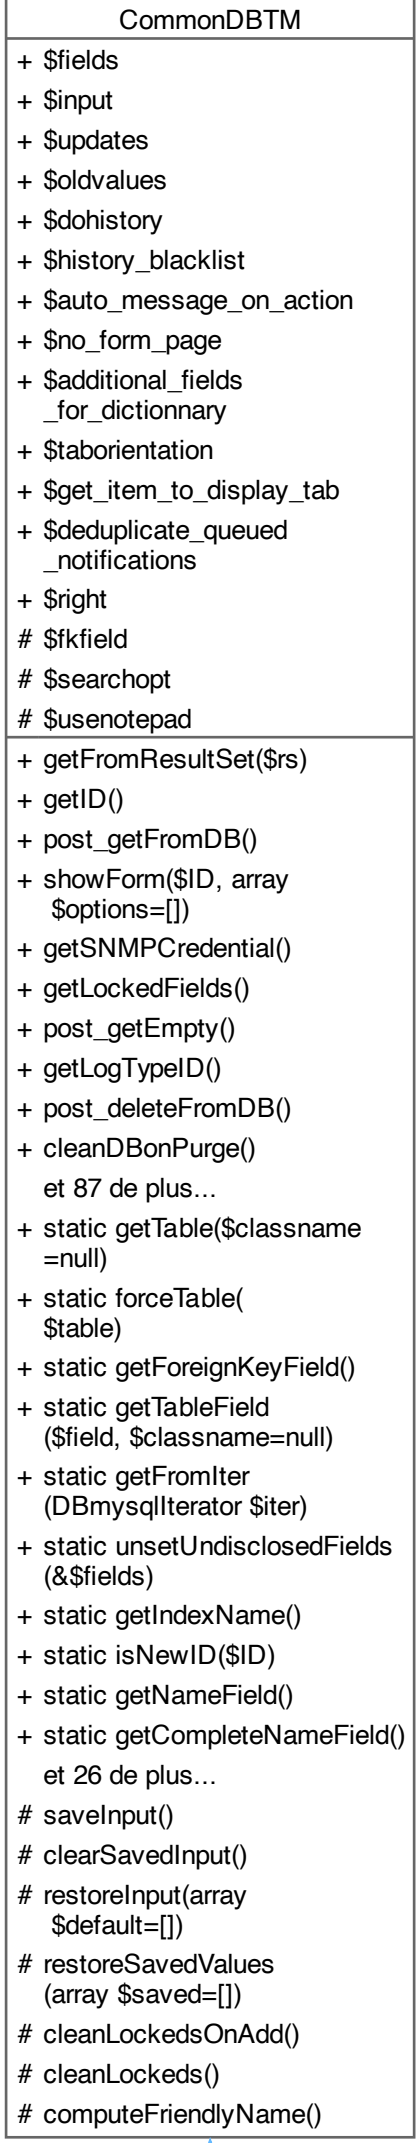 CommonDBTM
+ $fields
+ $input
+ $updates
+ $oldvalues
+ $dohistory
+ $history_blacklist
+ $auto_message_on_action
+ $no_form_page
+ $additional_fields
_for_dictionnary
+ $taborientation
+ $get_item_to_display_tab
+ $deduplicate_queued
_notifications
+ $right
# $fkfield
# $searchopt
# $usenotepad
+ getFromResultSet($rs)
+ getID()
+ post_getFromDB()
+ showForm($ID, array
$options=[])
+ getSNMPCredential()
+ getLockedFields()
+ post_getEmpty()
+ getLogTypeID()
+ post_deleteFromDB()
+ cleanDBonPurge()
et 87 de plus...
+ static getTable($classname
=null)
+ static forceTable(
$table)
+ static getForeignKeyField()
+ static getTableField
($field, $classname=null)
+ static getFromIter
(DBmysqlIterator $iter)
+ static unsetUndisclosedFields
(&$fields)
+ static getIndexName()
+ static isNewID($ID)
+ static getNameField()
+ static getCompleteNameField()
et 26 de plus...
# saveInput()
# clearSavedInput()
# restoreInput(array
$default=[])
# restoreSavedValues
(array $saved=[])
# cleanLockedsOnAdd()
# cleanLockeds()
# computeFriendlyName()